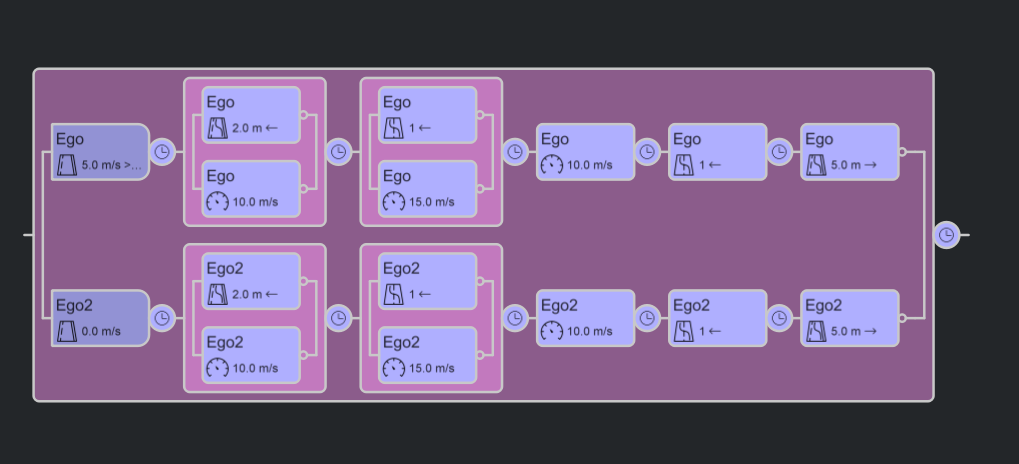 Ego
5.0 m/s >...
Ego
2.0 m ←
Ego
10.0 m/s
Ego
1 ←
Ego
15.0 m/s
Ego
10.0 m/s
Ego
1 ←
Ego
5.0 m →
Ego2
0.0 m/s
Ego2
2.0 m ←
Ego2
10.0 m/s
Ego2
1 ←
Ego2
15.0 m/s
Ego2
10.0 m/s
Ego2
1 ←
Ego2
5.0 m →